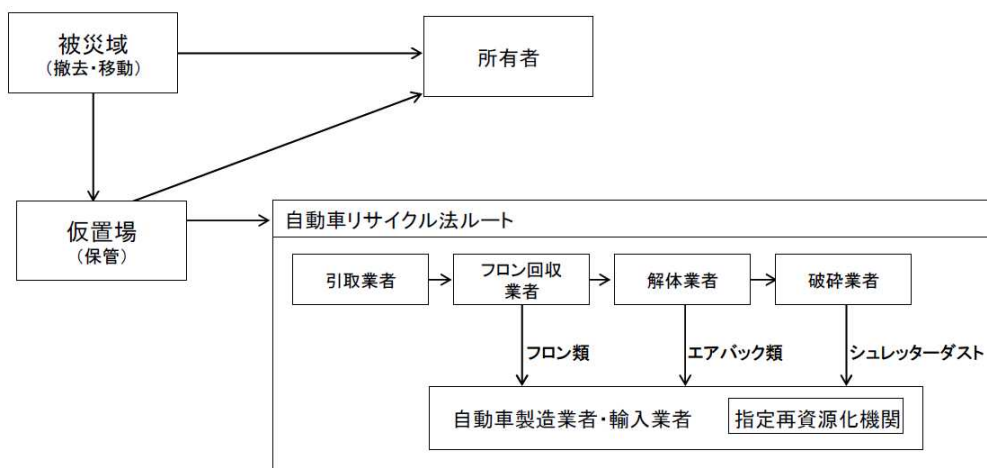 被災域
（撤去・移動）
所有者
仮置場
（保管）
自動車リサイクル法ルート
引取業者
フロン回収
業者
解体業者
破砕業者
フロン類
エアバック類
シュレッターダスト
自動車製造業者・輸入業者
指定再資源化機関